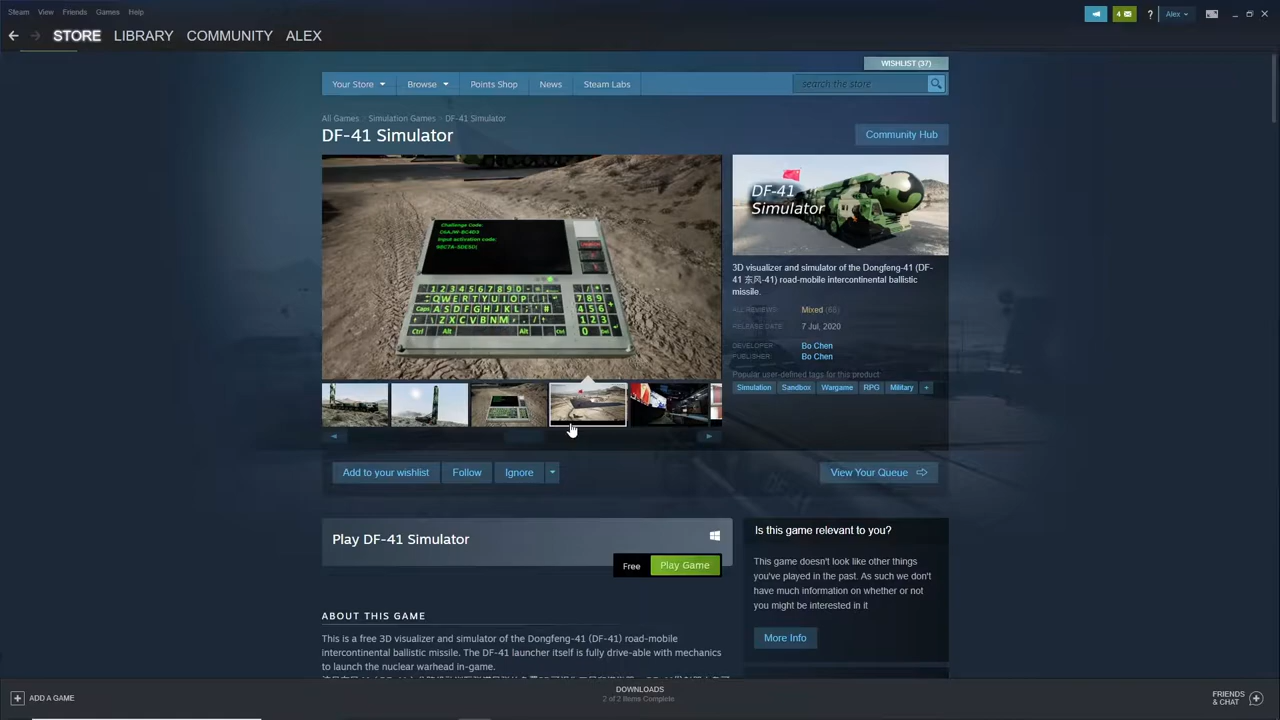 Steam View Friends Games Help
4
?
Alex
STORE LIBRARY COMMUNITY ALEX
WISHLIST (37)
Your Store Browse Points Shop News Steam Labs
search the store
All Games Simulation Games DF-41 Simulator
DF-41 Simulator
Community Hub
Challenge Code:
Input activation code:
DF-41
Simulator
3D visualizer and simulator of the Dongfeng-41 (DF-
41 东风-41) road-mobile intercontinental ballistic
missile.
ALL REVIEWS: Mixed
RELEASE DATE: 7 Jul, 2020
DEVELOPER: Bo Chen
PUBLISHER: Bo Chen
Popular user-defined tags for this product
Simulation Sandbox Wargame RPG Military +
Add to your wishlist Follow Ignore
View Your Queue
Play DF-41 Simulator
Free Play Game
Is this game relevant to you?
This game doesn't look like other things
you've played in the past. As such we don't
have much information on whether or not
you might be interested in it
More Info
ABOUT THIS GAME
This is a free 3D visualizer and simulator of the Dongfeng-41 (DF-41) road-mobile
intercontinental ballistic missile. The DF-41 launcher itself is fully drive-able with mechanics
to launch the nuclear warhead in-game.
ADD A GAME
DOWNLOADS
2 of 2 Items Complete
FRIENDS
& CHAT